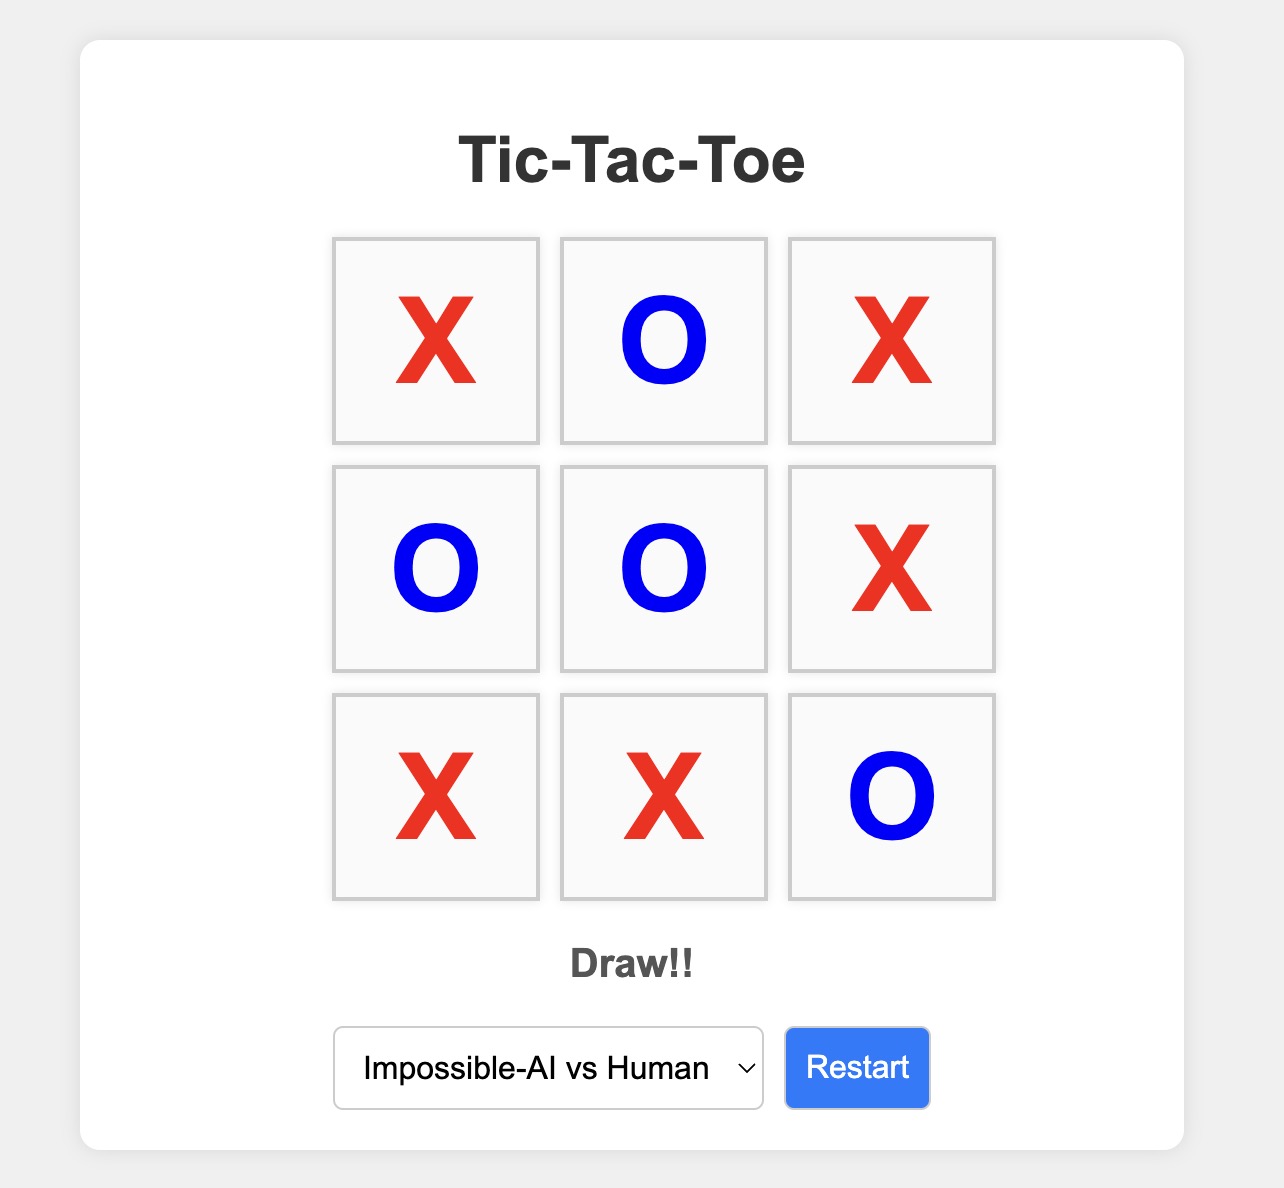 Tic-Tac-Toe
X O X
O O X
X X O
Draw!!
Impossible-AI vs Human
Restart